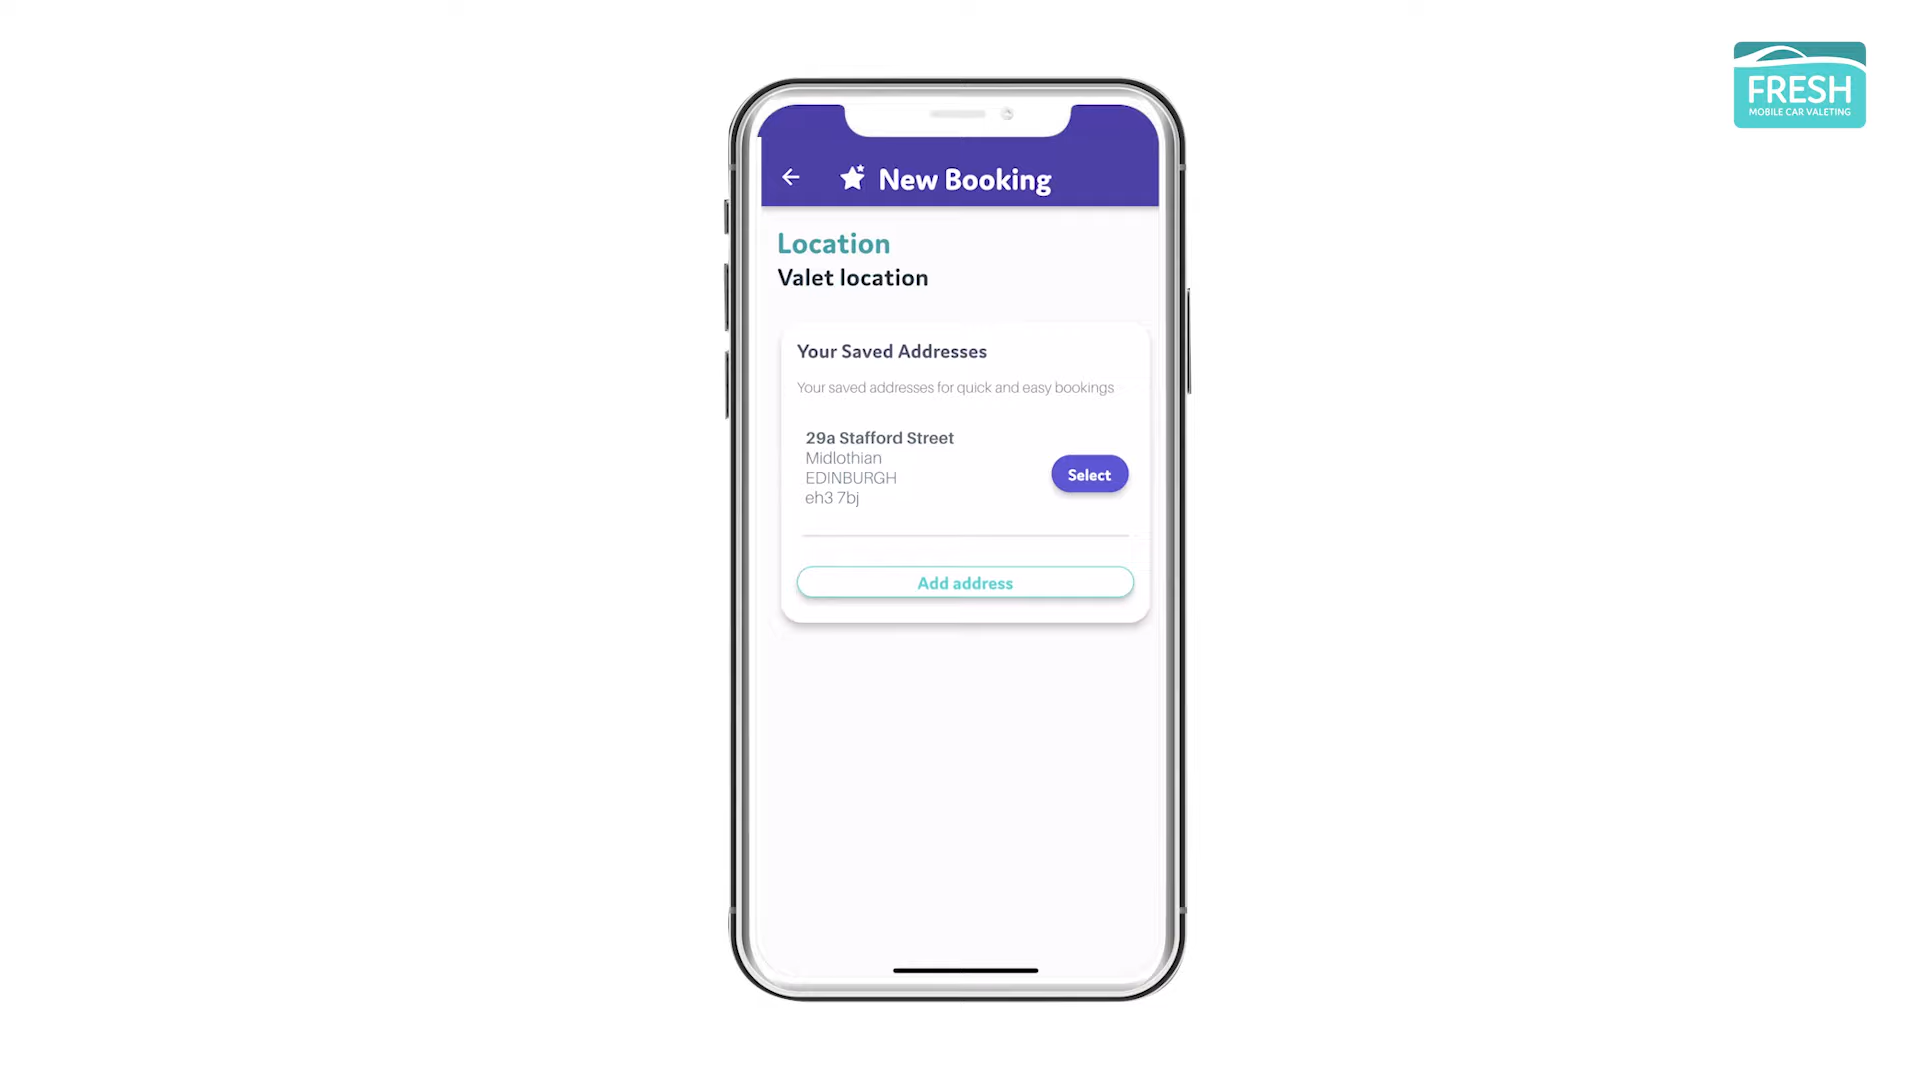 FRESH
MOBILE CAR VALETING
New Booking
Location
Valet location
Your Saved Addresses
Your saved addresses for quick and easy bookings
29a Stafford Street
Midlothian
EDINBURGH
eh3 7bj
Select
Add address